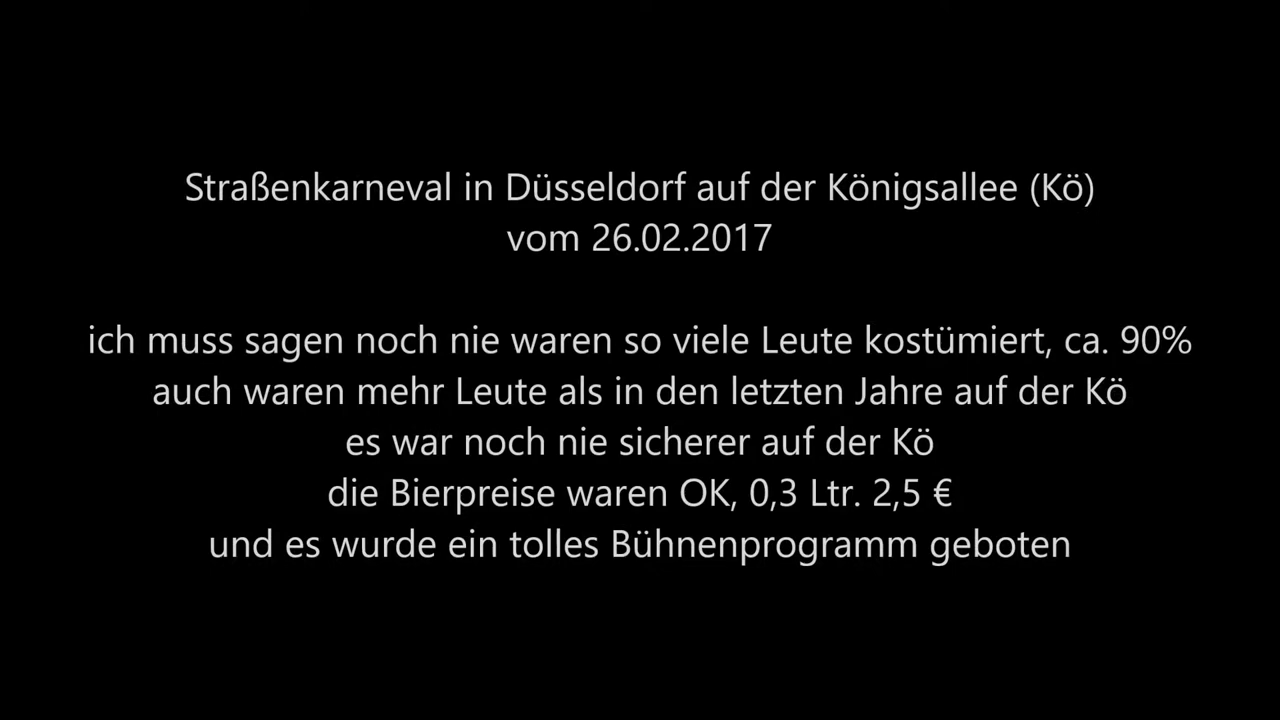 Straßenkarneval in Düsseldorf auf der Königsallee (Kö)
vom 26.02.2017
ich muss sagen noch nie waren so viele Leute kostümiert, ca. 90%
auch waren mehr Leute als in den letzten Jahre auf der Kö
es war noch nie sicherer auf der Kö
die Bierpreise waren OK, 0,3 Ltr. 2,5 €
und es wurde ein tolles Bühnenprogramm geboten